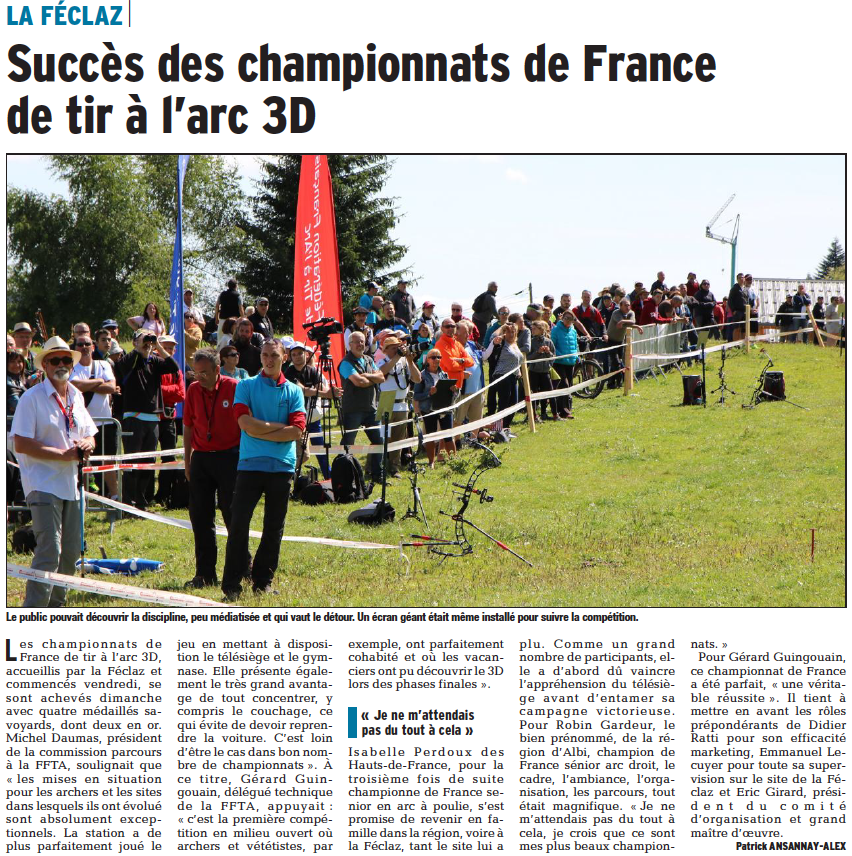 LA FÉCLAZ
Succès des championnats de France
de tir à l'arc 3D
de Tir à l'Arc
Fédération Française
Le public pouvait découvrir la discipline, peu médiatisée et qui vaut le détour. Un écran géant était même installé pour suivre la compétition.
Les championnats de
France de tir à l'arc 3D,
accueillis par la Féclaz et
commencés vendredi, se
sont achevés dimanche
avec quatre médaillés sa-
voyards, dont deux en or.
Michel Daumas, président
de la commission parcours
à la FFTA, soulignait que
« les mises en situation
pour les archers et les sites
dans lesquels ils ont évolué
sont absolument excep-
tionnels. La station a de
plus parfaitement joué le
jeu en mettant à disposi-
tion le télésiège et le gym-
nase. Elle présente égale-
ment le très grand avanta-
ge de tout concentrer, y
compris le couchage, ce
qui évite de devoir repren-
dre la voiture. C'est loin
d'être le cas dans bon nom-
bre de championnats ». À
ce titre, Gérard Guin-
gouain, délégué technique
de la FFTA, appuyait :
« c'est la première compé-
tition en milieu ouvert où
archers et vététistes, par
exemple, ont parfaitement
cohabité et où les vacan-
ciers ont pu découvrir le 3D
lors des phases finales ».
« Je ne m'attendais
pas du tout à cela »
Isabelle Perdoux des
Hauts-de-France, pour la
troisième fois de suite
championne de France se-
nior en arc à poulie, s'est
promise de revenir en fa-
mille dans la région, voire à
la Féclaz, tant le site lui a
plu. Comme un grand
nombre de participants, el-
le a d'abord dû vaincre
l'appréhension du télésiè-
ge avant d'entamer sa
campagne victorieuse.
Pour Robin Gardeur, le
bien prénommé, de la ré-
gion d'Albi, champion de
France sénior arc droit, le
cadre, l'ambiance, l'orga-
nisation, les parcours, tout
était magnifique. « Je ne
m'attendais pas du tout à
cela, je crois que ce sont
mes plus beaux champion-
nats. »
Pour Gérard Guingouain,
ce championnat de France
a été parfait, « une vérita-
ble réussite ». Il tient à
mettre en avant les rôles
prépondérants de Didier
Ratti pour son efficacité
marketing, Emmanuel Le-
cuyer pour toute sa super-
vision sur le site de la Fé-
claz et Eric Girard, prési-
dent du comité
d'organisation et grand
maître d'œuvre.
Patrick ANSANNAY-ALEX